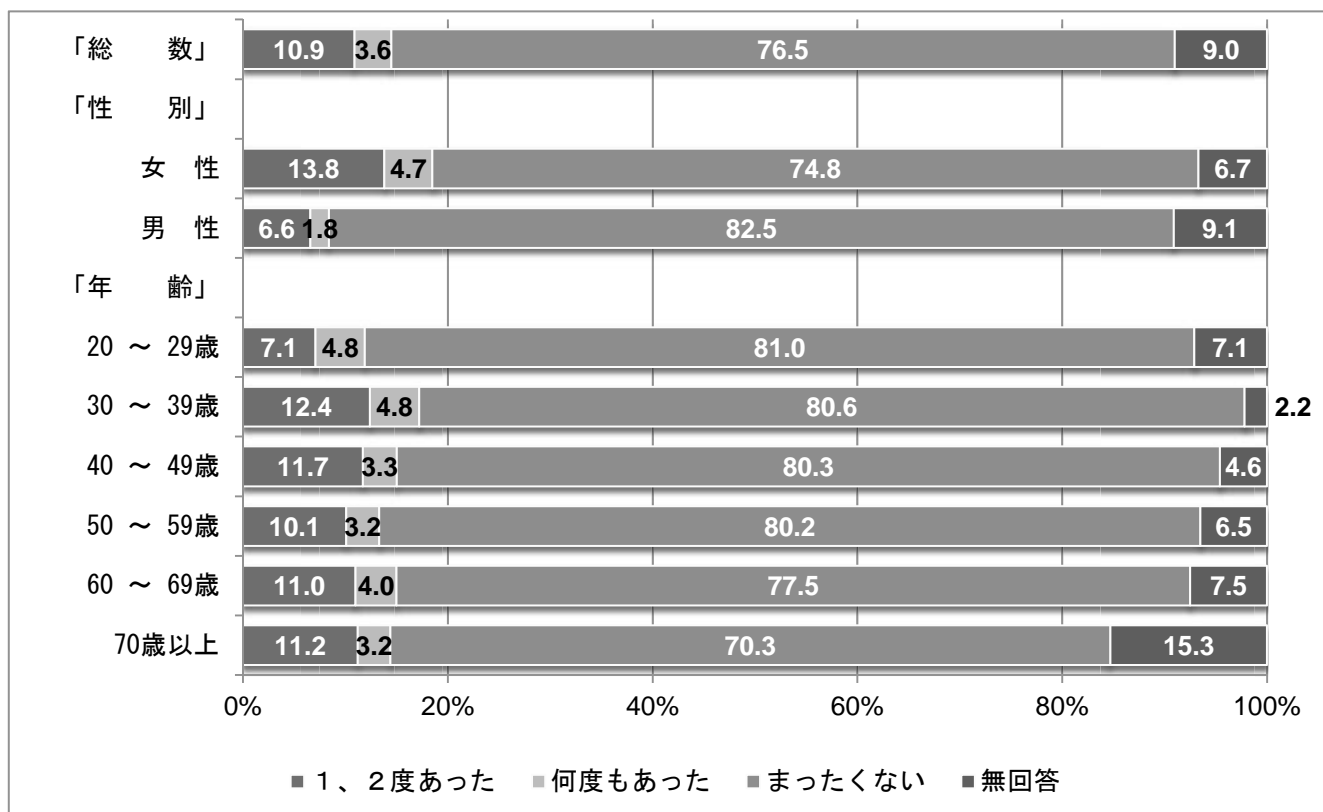 「総　　数」 10.9 3.6 76.5 9.0
「性　　別」
女　性 13.8 4.7 74.8 6.7
男　性 6.6 1.8 82.5 9.1
「年　　齢」
20 ～ 29歳 7.1 4.8 81.0 7.1
30 ～ 39歳 12.4 4.8 80.6 2.2
40 ～ 49歳 11.7 3.3 80.3 4.6
50 ～ 59歳 10.1 3.2 80.2 6.5
60 ～ 69歳 11.0 4.0 77.5 7.5
70歳以上 11.2 3.2 70.3 15.3
0% 20% 40% 60% 80% 100%
１、２度あった 何度もあった まったくない 無回答